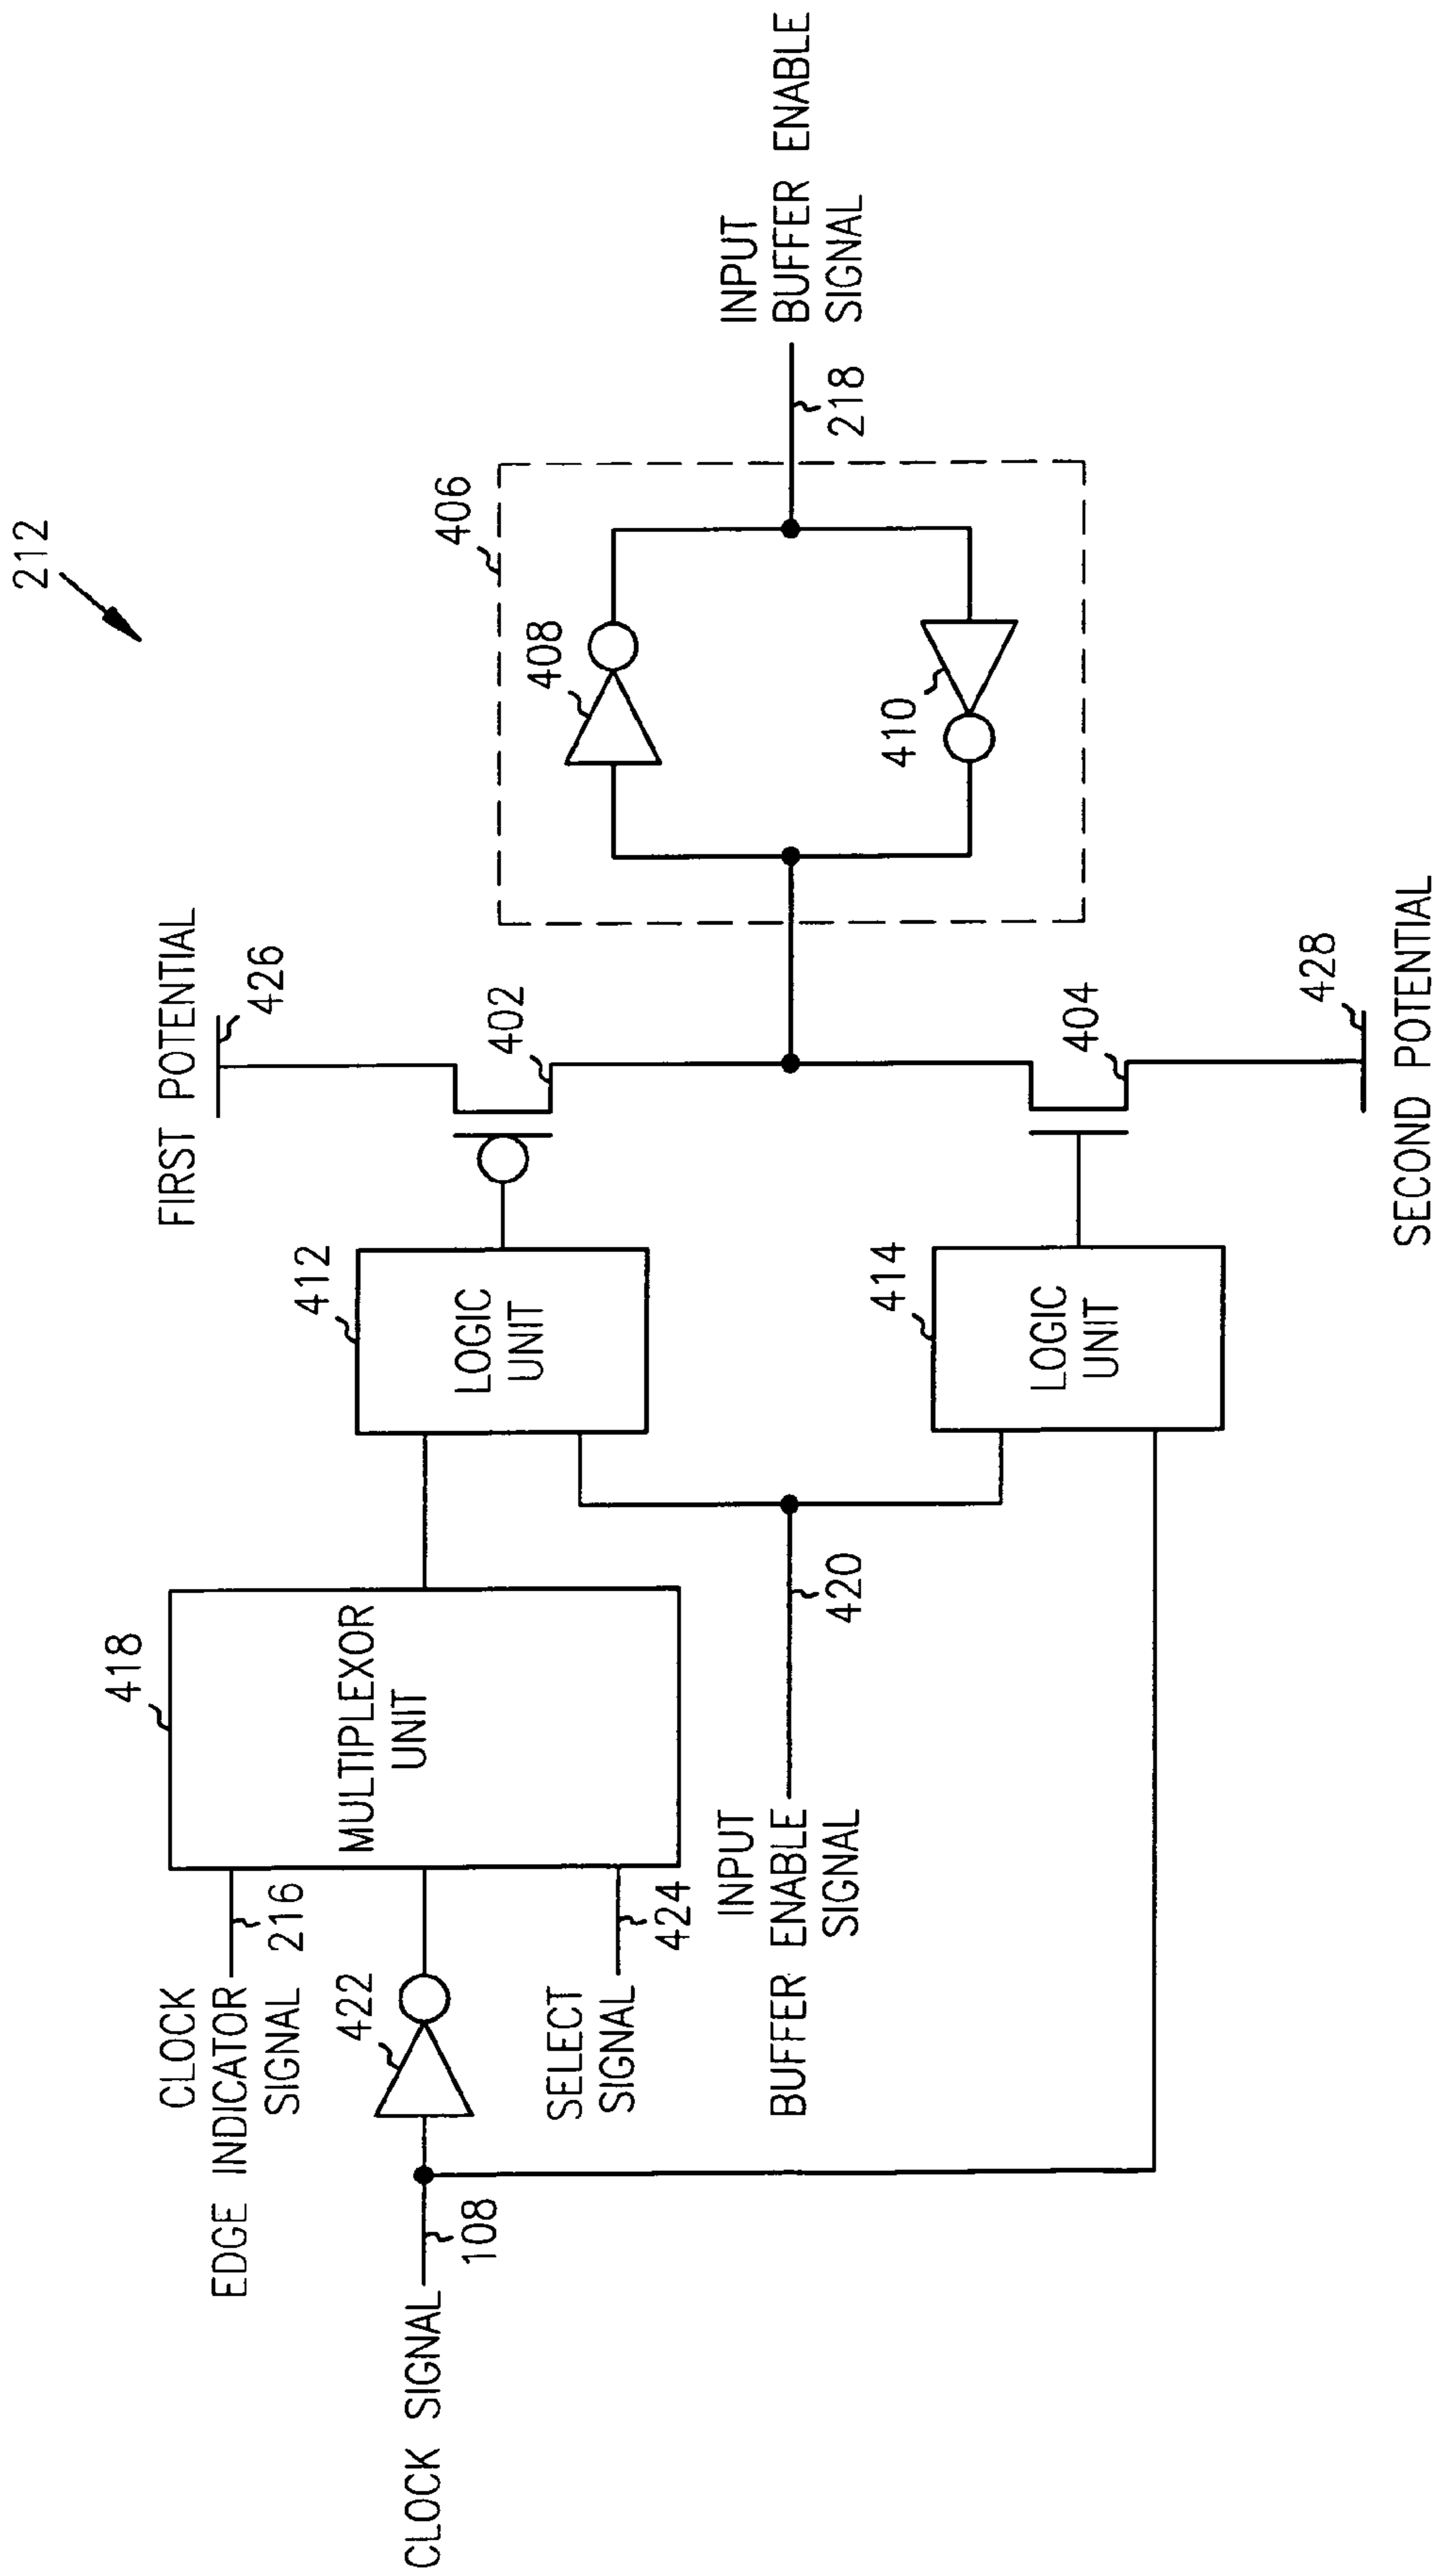 212
FIRST POTENTIAL
426
402
406
408
410
218
INPUT
BUFFER ENABLE
SIGNAL
412
LOGIC
UNIT
418
MULTIPLEXOR
UNIT
CLOCK
EDGE INDICATOR
SIGNAL 216
422
CLOCK SIGNAL
108
SELECT
SIGNAL
424
INPUT
BUFFER ENABLE
SIGNAL
420
414
LOGIC
UNIT
404
428
SECOND POTENTIAL